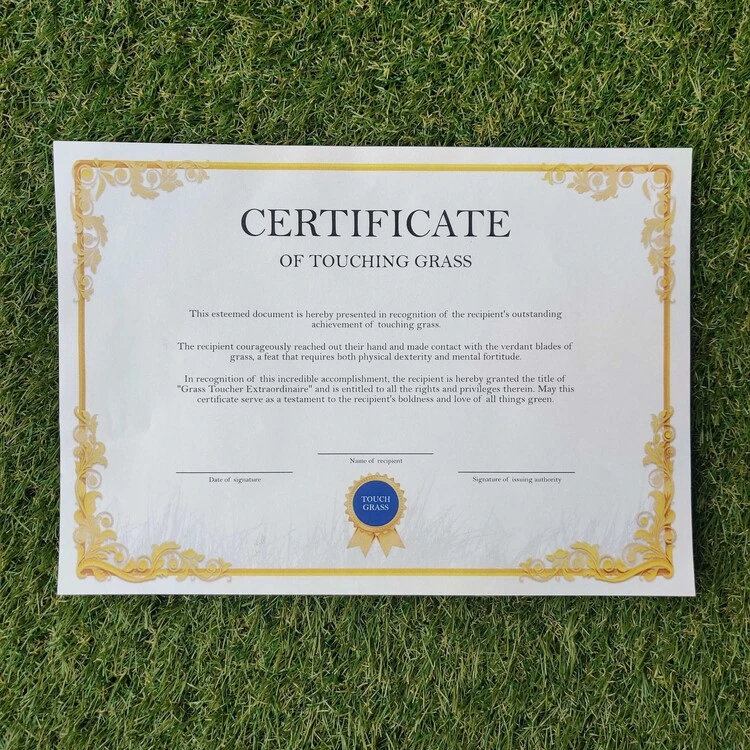 CERTIFICATE
OF TOUCHING GRASS
This esteemed document is hereby presented in recognition of the recipient's outstanding
achievement of touching grass.
The recipient courageously reached out their hand and made contact with the verdant blades of
grass, a feat that requires both physical dexterity and mental fortitude.
In recognition of this incredible accomplishment, the recipient is hereby granted the title of
"Grass Toucher Extraordinaire" and is entitled to all the rights and privileges therein. May this
certificate serve as a testament to the recipient's boldness and love of all things green.
Name of recipient
Date of signature
Signature of issuing authority
TOUCH
GRASS